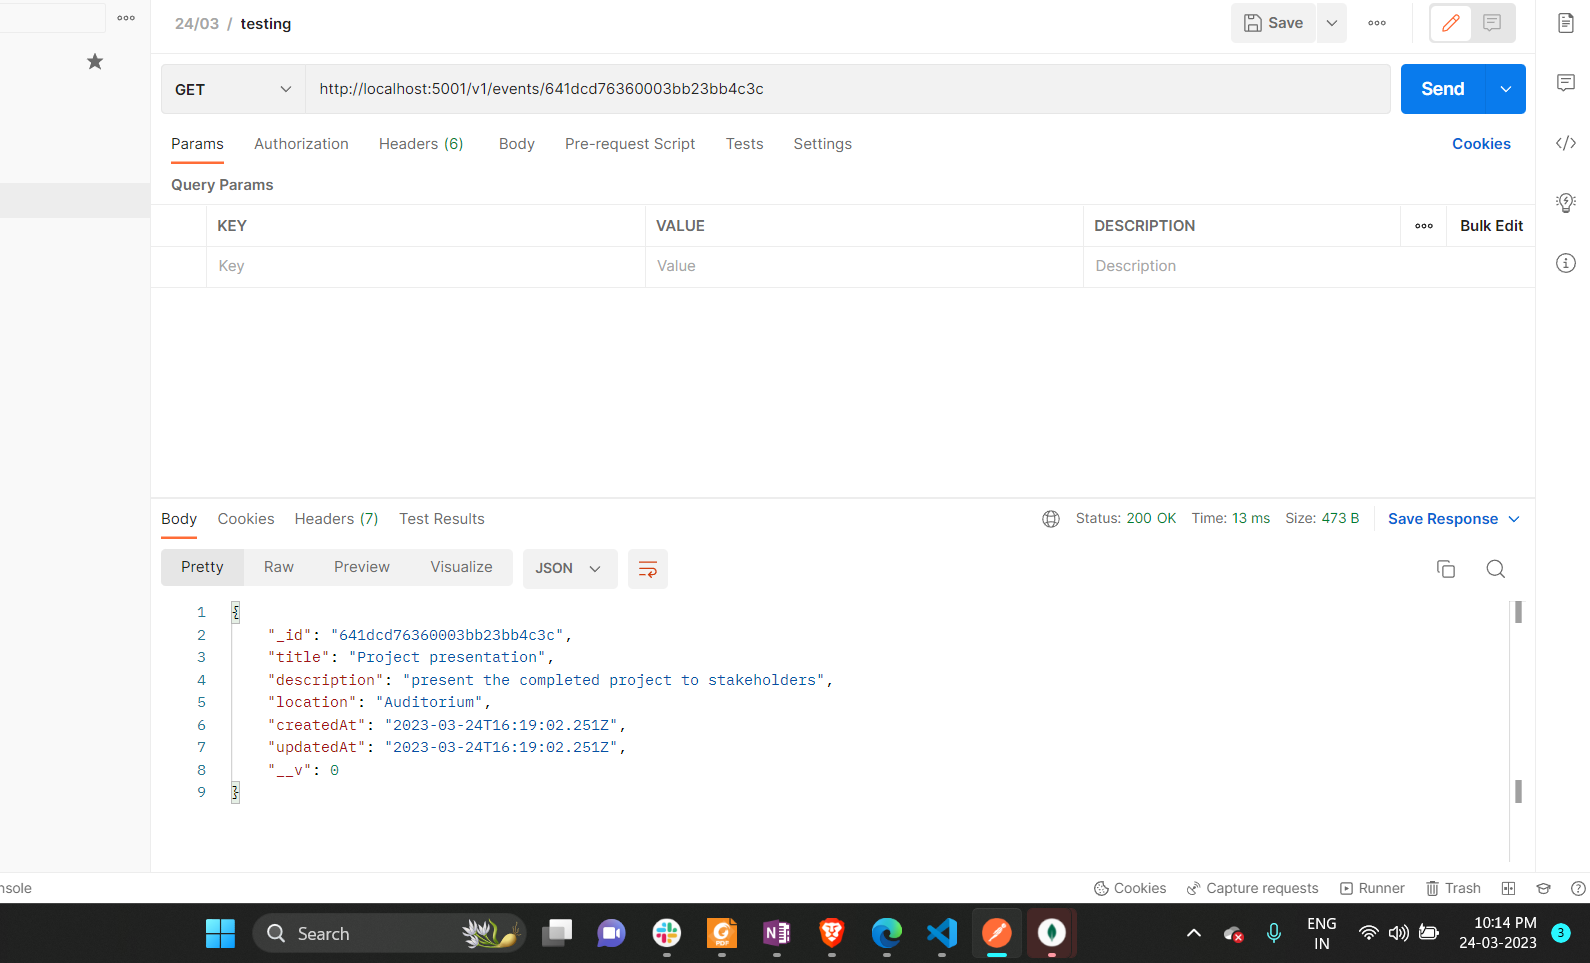 24/03 / testing
Save
GET
http://localhost:5001/v1/events/641dcd76360003bb23bb4c3c
Send
Params Authorization Headers (6) Body Pre-request Script Tests Settings Cookies
Query Params
KEY VALUE DESCRIPTION Bulk Edit
Key Value Description
Body Cookies Headers (7) Test Results Status: 200 OK Time: 13 ms Size: 473 B Save Response
Pretty Raw Preview Visualize JSON
1 {
2 "_id": "641dcd76360003bb23bb4c3c",
3 "title": "Project presentation",
4 "description": "present the completed project to stakeholders",
5 "location": "Auditorium",
6 "createdAt": "2023-03-24T16:19:02.251Z",
7 "updatedAt": "2023-03-24T16:19:02.251Z",
8 "__v": 0
9 }
nsole Cookies Capture requests Runner Trash
Search
PDF
N
ENG
IN
10:14 PM
24-03-2023
3